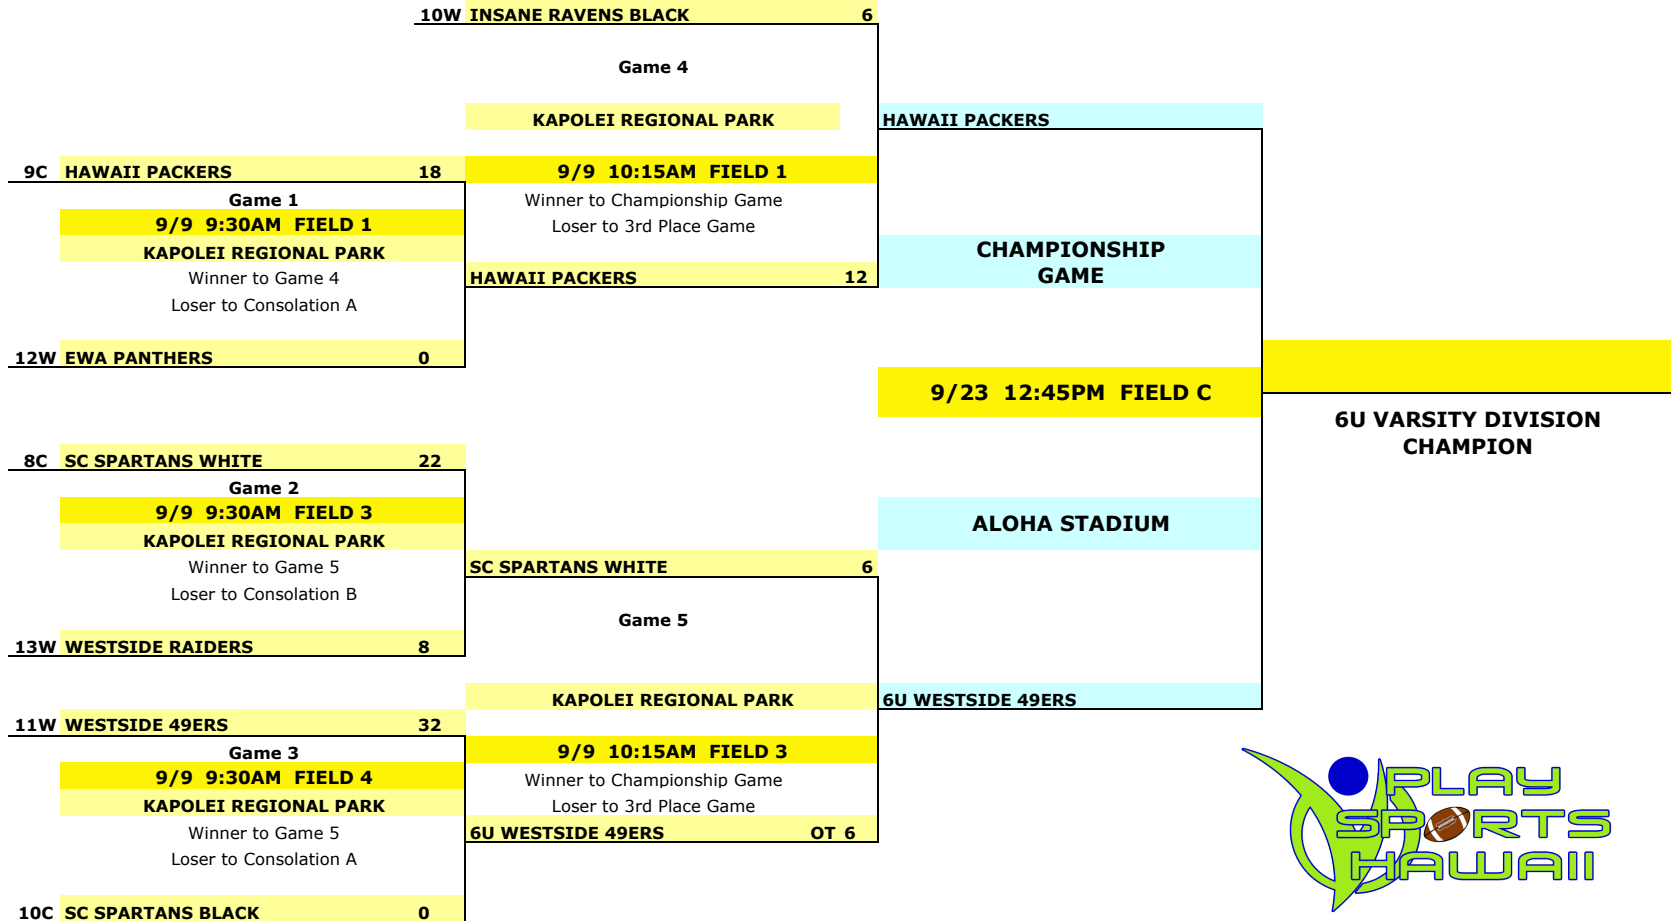 10W INSANE RAVENS BLACK 6
Game 4
KAPOLEI REGIONAL PARK
HAWAII PACKERS
9C HAWAII PACKERS 18
9/9 10:15AM FIELD 1
Game 1
Winner to Championship Game
9/9 9:30AM FIELD 1
Loser to 3rd Place Game
KAPOLEI REGIONAL PARK
CHAMPIONSHIP
GAME
Winner to Game 4
HAWAII PACKERS 12
Loser to Consolation A
12W EWA PANTHERS 0
9/23 12:45PM FIELD C
6U VARSITY DIVISION
CHAMPION
8C SC SPARTANS WHITE 22
Game 2
9/9 9:30AM FIELD 3
ALOHA STADIUM
KAPOLEI REGIONAL PARK
Winner to Game 5
SC SPARTANS WHITE 6
Loser to Consolation B
Game 5
13W WESTSIDE RAIDERS 8
KAPOLEI REGIONAL PARK
6U WESTSIDE 49ERS
11W WESTSIDE 49ERS 32
Game 3
9/9 10:15AM FIELD 3
9/9 9:30AM FIELD 4
Winner to Championship Game
KAPOLEI REGIONAL PARK
Loser to 3rd Place Game
Winner to Game 5
6U WESTSIDE 49ERS OT 6
Loser to Consolation A
10C SC SPARTANS BLACK 0
PLAY
SPORTS
HAWAII